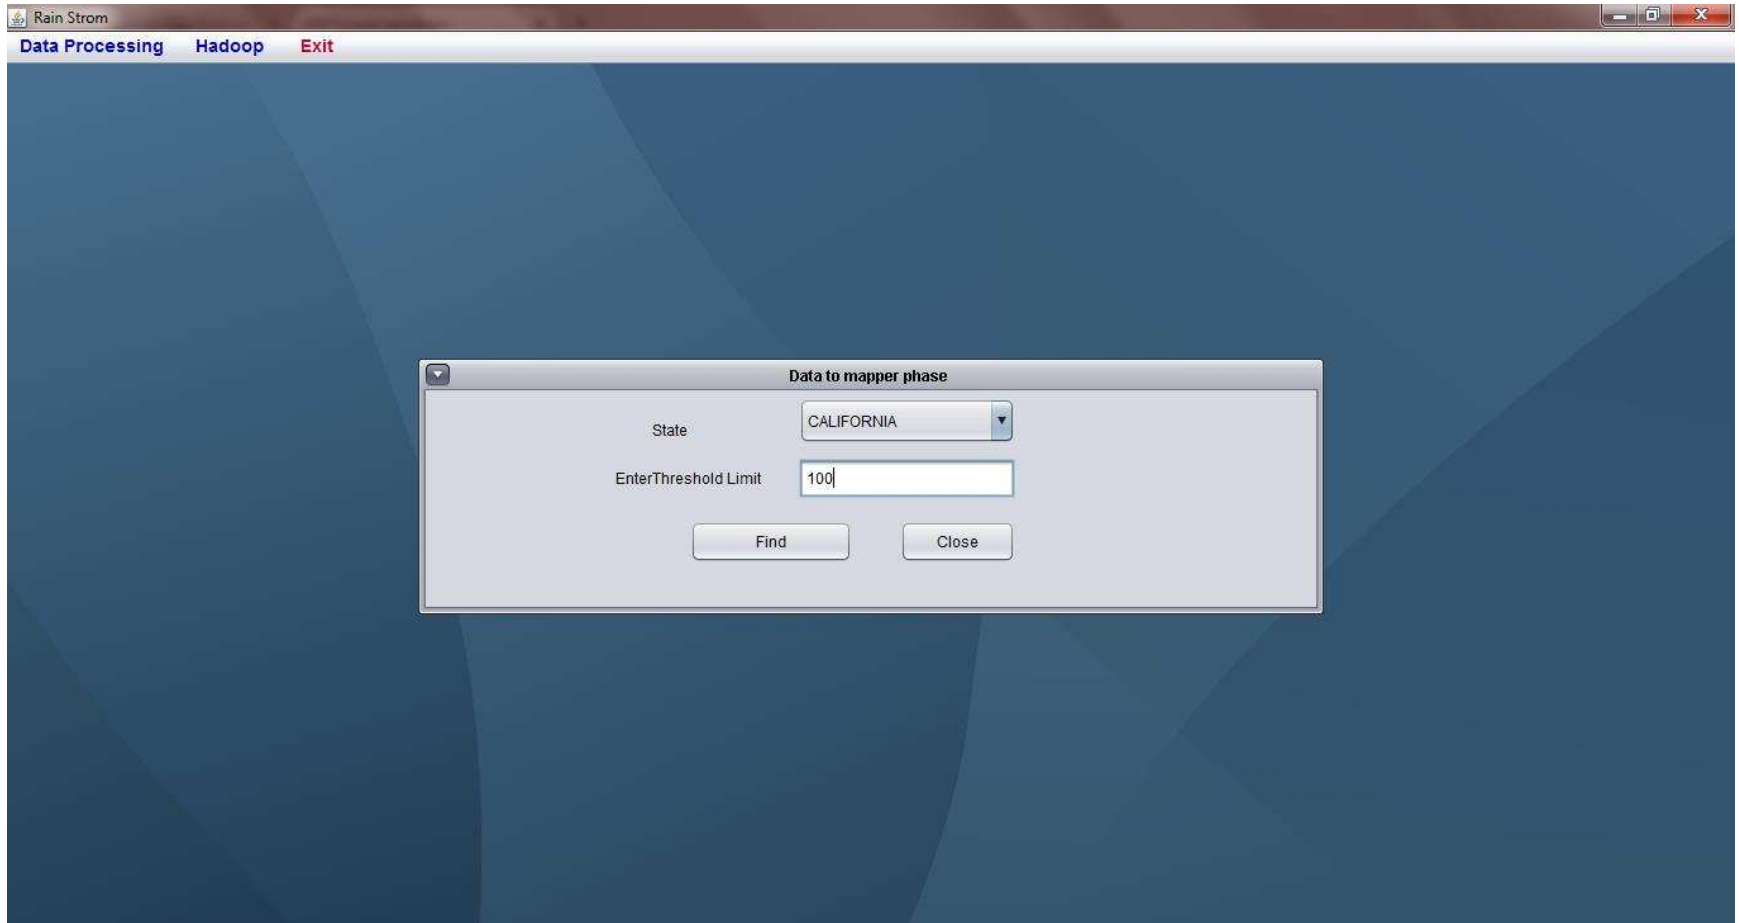 Rain Strom
Data Processing Hadoop Exit
Data to mapper phase
State CALIFORNIA
EnterThreshold Limit 100
Find Close